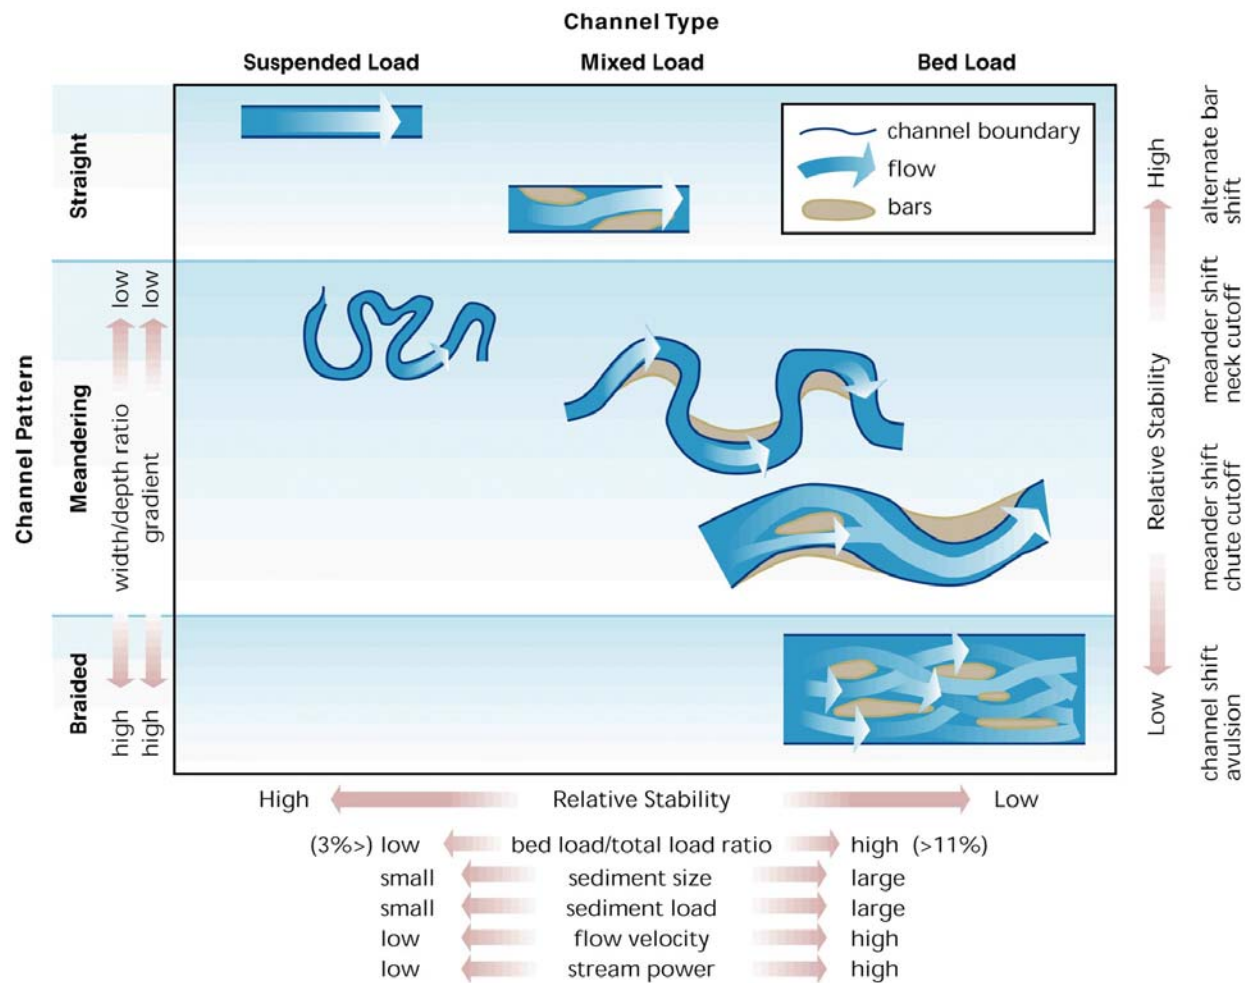 Channel Type
Suspended Load
Mixed Load
Bed Load
channel boundary
flow
bars
Channel Pattern
Straight
Meandering
Braided
low
low
width/depth ratio
gradient
high
high
High
Relative Stability
Low
alternate bar
shift
meander shift
neck cutoff
meander shift
chute cutoff
channel shift
avulsion
High
Relative Stability
Low
(3%>) low
bed load/total load ratio
high (>11%)
small
sediment size
large
small
sediment load
large
low
flow velocity
high
low
stream power
high